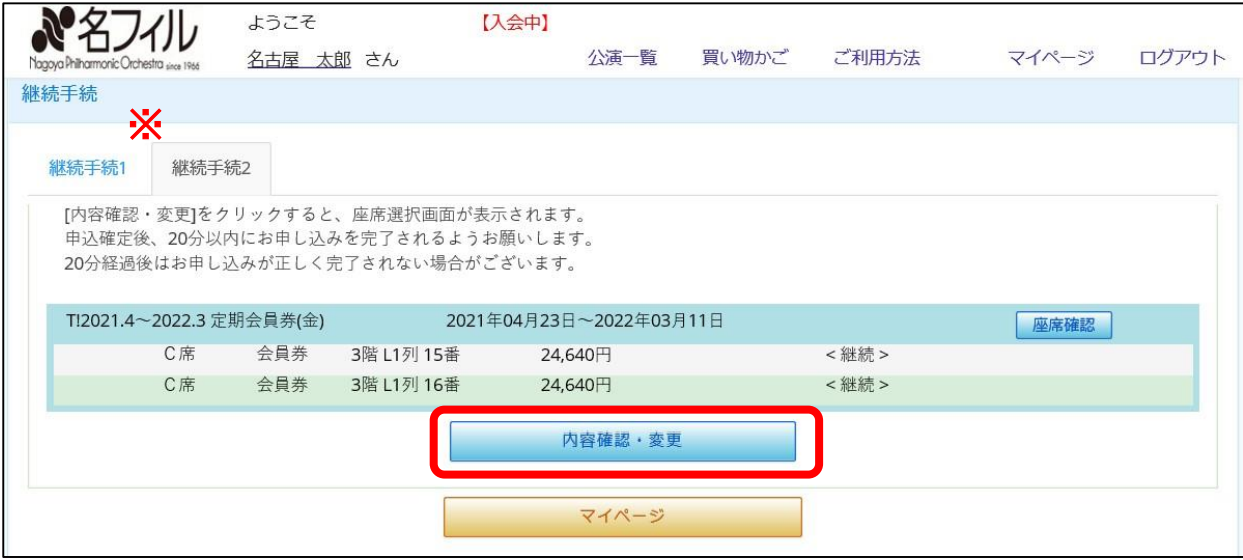 名フィル
Nagoya Philharmonic Orchestra since 1966
ようこそ
【入会中】
名古屋 太郎 さん
公演一覧 買い物かご ご利用方法 マイページ ログアウト
継続手続
※
継続手続1 継続手続2
[内容確認・変更]をクリックすると、座席選択画面が表示されます。
申込確定後、20分以内にお申し込みを完了されるようお願いします。
20分経過後はお申し込みが正しく完了されない場合がございます。
T!2021.4～2022.3 定期会員券(金) 2021年04月23日～2022年03月11日 座席確認
C席 会員券 3階 L1列 15番 24,640円 < 継続 >
C席 会員券 3階 L1列 16番 24,640円 < 継続 >
内容確認・変更
マイページ